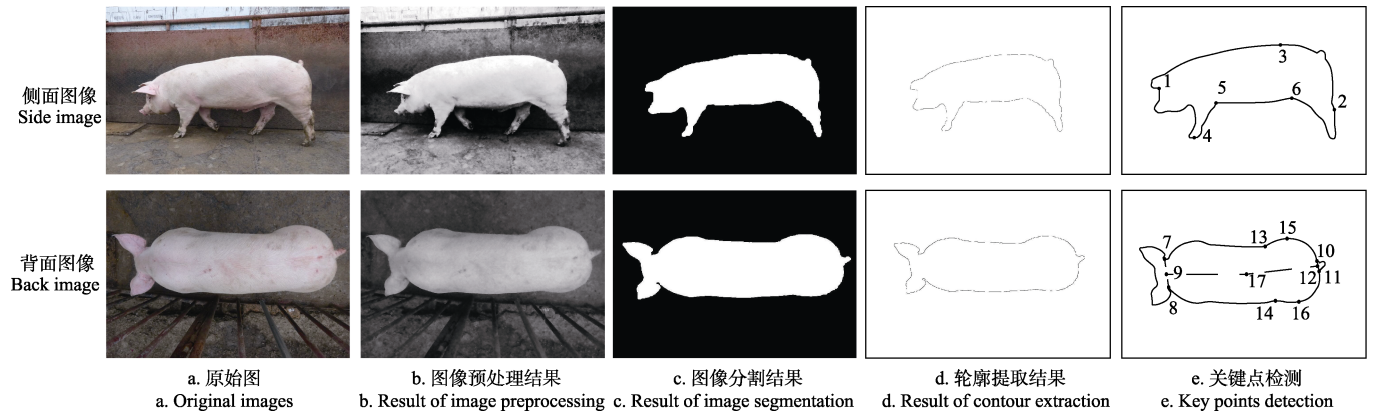 侧面图像
Side image
1
2
3
4
5
6
背面图像
Back image
7
8
9
10
11
12
13
14
15
16
17
a. 原始图
a. Original images
b. 图像预处理结果
b. Result of image preprocessing
c. 图像分割结果
c. Result of image segmentation
d. 轮廓提取结果
d. Result of contour extraction
e. 关键点检测
e. Key points detection